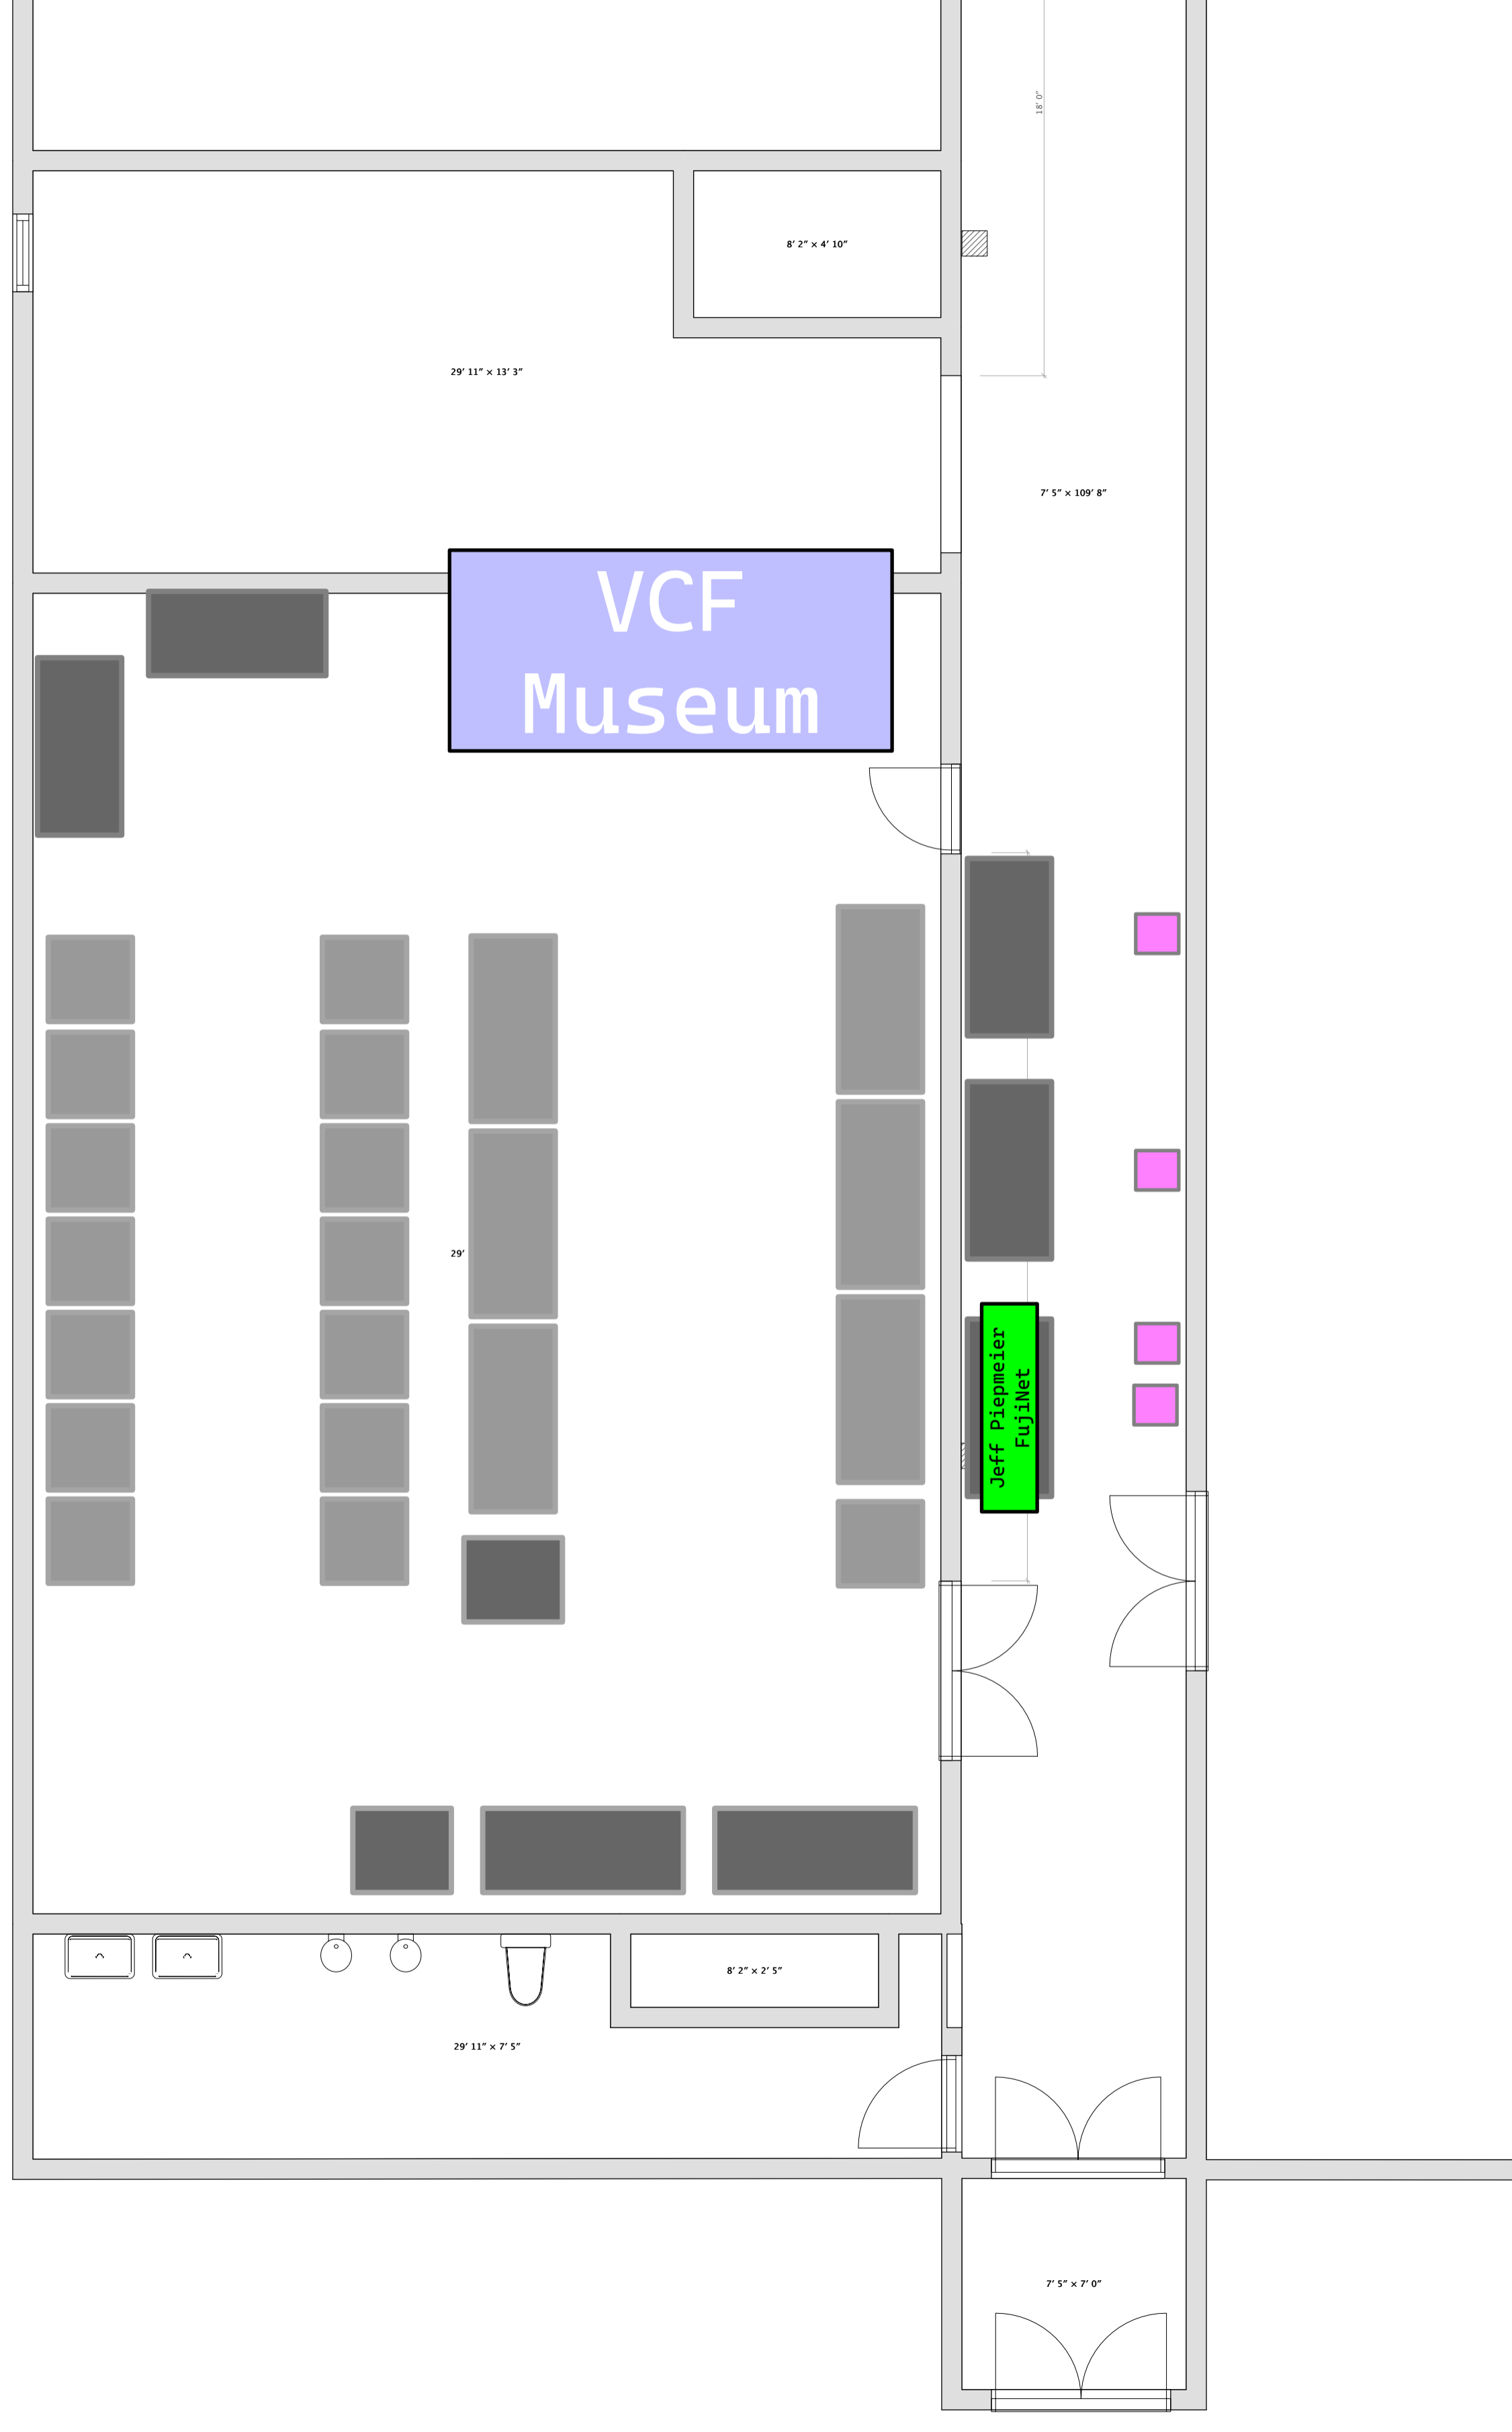 18' 0"
8' 2" × 4' 10"
29' 11" × 13' 3"
7' 5" × 109' 8"
VCF
Museum
29'
Jeff Piepmeier
FujiNet
8' 2" × 2' 5"
29' 11" × 7' 5"
7' 5" × 7' 0"